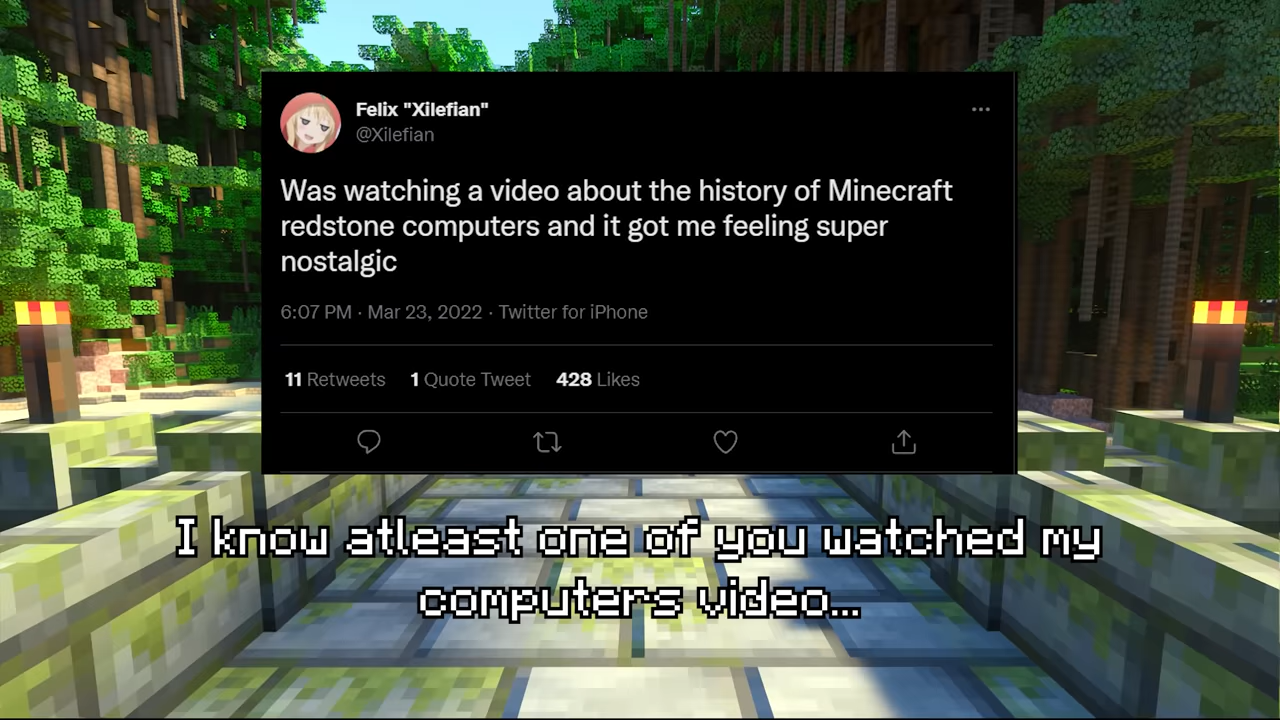 Felix "Xilefian"
@Xilefian
Was watching a video about the history of Minecraft
redstone computers and it got me feeling super
nostalgic
6:07 PM · Mar 23, 2022 · Twitter for iPhone
11 Retweets 1 Quote Tweet 428 Likes
I know atleast one of you watched my
computers video...